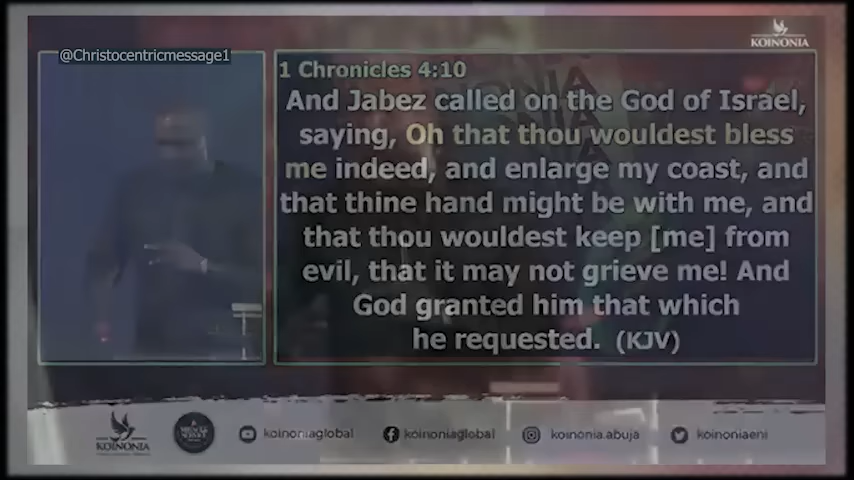 KOINONIA
@Christocentricmessage1
1 Chronicles 4:10
And Jabez called on the God of Israel,
saying, Oh that thou wouldest bless
me indeed, and enlarge my coast, and
that thine hand might be with me, and
that thou wouldest keep [me] from
evil, that it may not grieve me! And
God granted him that which
he requested. (KJV)
KOINONIA
koinoniaglobal
koinoniaglobal
koinonia.abuja
koinoniaeni